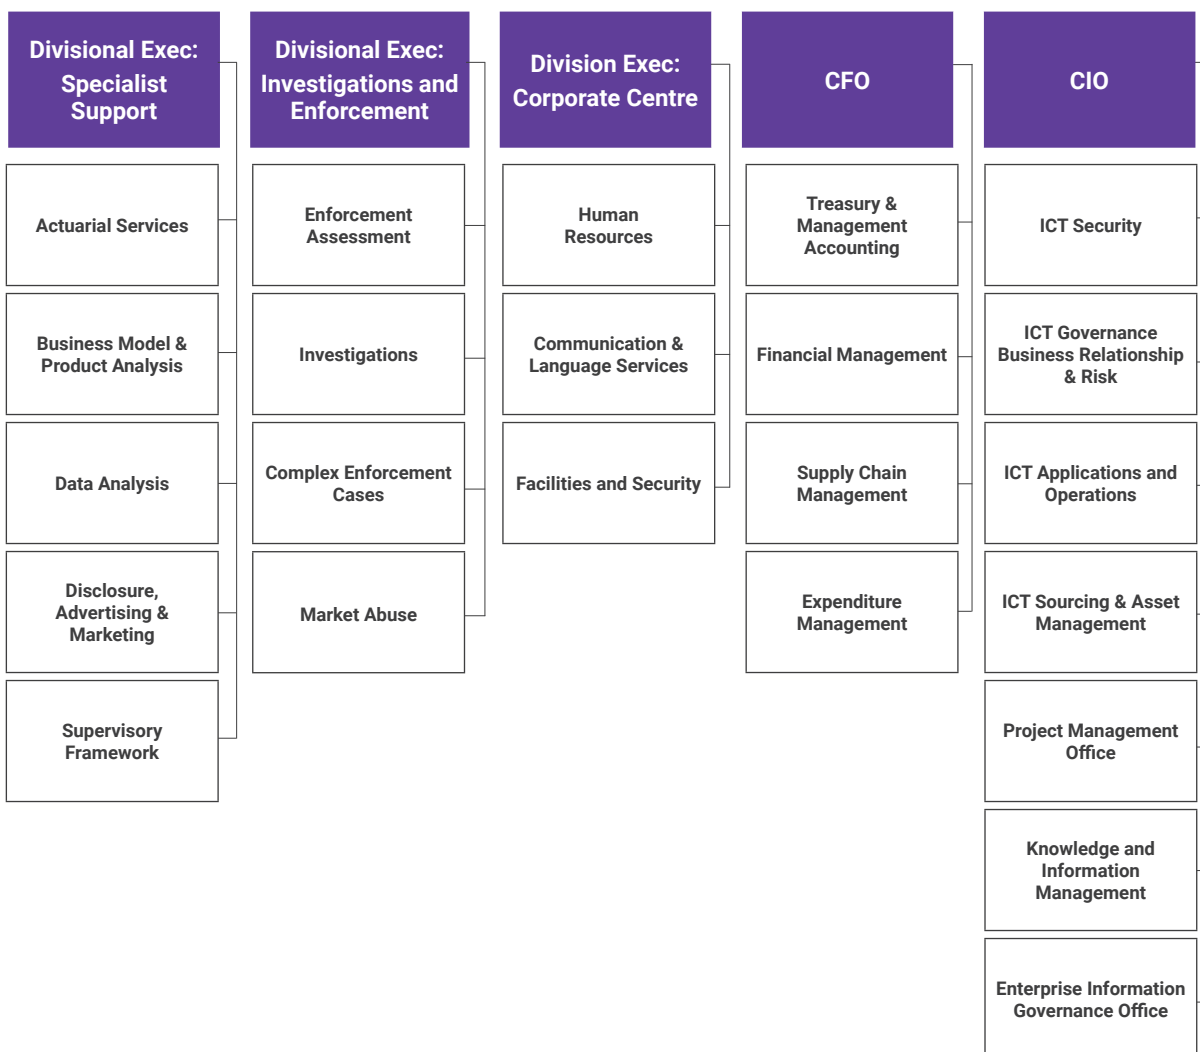 Divisional Exec:
Specialist
Support
Actuarial Services
Business Model &
Product Analysis
Data Analysis
Disclosure,
Advertising &
Marketing
Supervisory
Framework
Divisional Exec:
Investigations and
Enforcement
Enforcement
Assessment
Investigations
Complex Enforcement
Cases
Market Abuse
Division Exec:
Corporate Centre
Human
Resources
Communication &
Language Services
Facilities and Security
CFO
Treasury &
Management
Accounting
Financial Management
Supply Chain
Management
Expenditure
Management
CIO
ICT Security
ICT Governance
Business Relationship
& Risk
ICT Applications and
Operations
ICT Sourcing & Asset
Management
Project Management
Office
Knowledge and
Information
Management
Enterprise Information
Governance Office